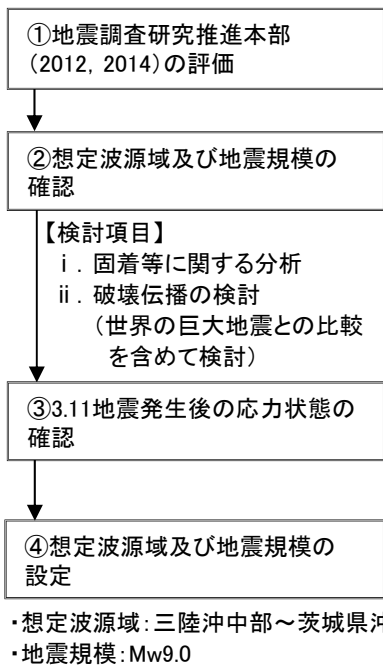 ①地震調査研究推進本部
(2012, 2014)の評価
②想定波源域及び地震規模の
確認
【検討項目】
ⅰ．固着等に関する分析
ⅱ．破壊伝播の検討
（世界の巨大地震との比較
を含めて検討）
③3.11地震発生後の応力状態の
確認
④想定波源域及び地震規模の
設定
・想定波源域：三陸沖中部～茨城県沖
・地震規模：Mw9.0